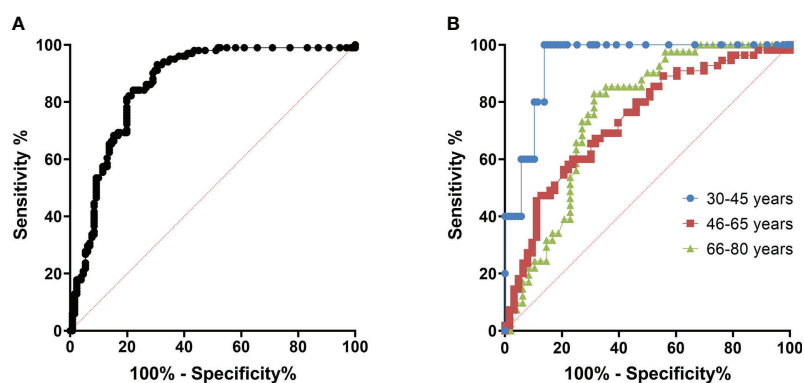 A
Sensitivity %
100
80
60
40
20
0
0 20 40 60 80 100
100% - Specificity%
B
Sensitivity %
100
80
60
40
20
0
30-45 years
46-65 years
66-80 years
0 20 40 60 80 100
100% - Specificity%